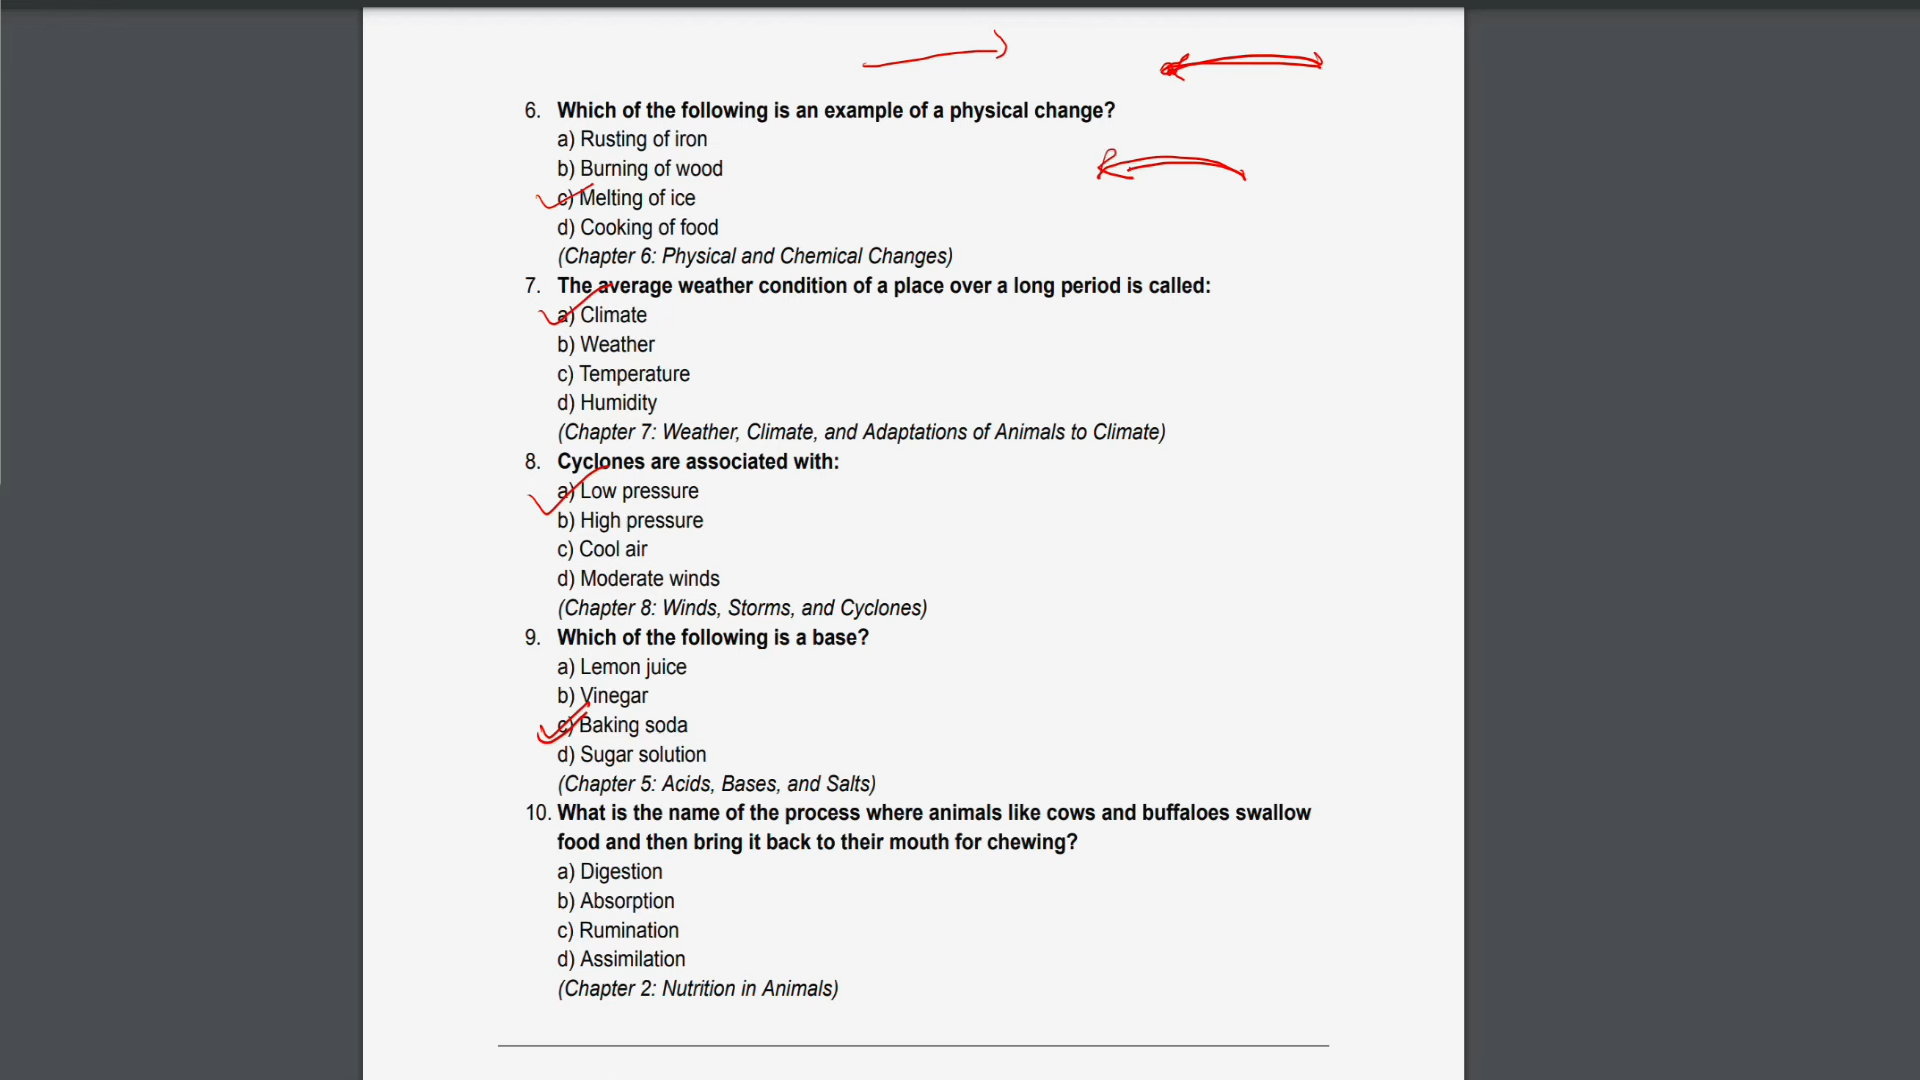 6. Which of the following is an example of a physical change?
a) Rusting of iron
b) Burning of wood
c) Melting of ice
d) Cooking of food
(Chapter 6: Physical and Chemical Changes)
7. The average weather condition of a place over a long period is called:
a) Climate
b) Weather
c) Temperature
d) Humidity
(Chapter 7: Weather, Climate, and Adaptations of Animals to Climate)
8. Cyclones are associated with:
a) Low pressure
b) High pressure
c) Cool air
d) Moderate winds
(Chapter 8: Winds, Storms, and Cyclones)
9. Which of the following is a base?
a) Lemon juice
b) Vinegar
c) Baking soda
d) Sugar solution
(Chapter 5: Acids, Bases, and Salts)
10. What is the name of the process where animals like cows and buffaloes swallow
food and then bring it back to their mouth for chewing?
a) Digestion
b) Absorption
c) Rumination
d) Assimilation
(Chapter 2: Nutrition in Animals)